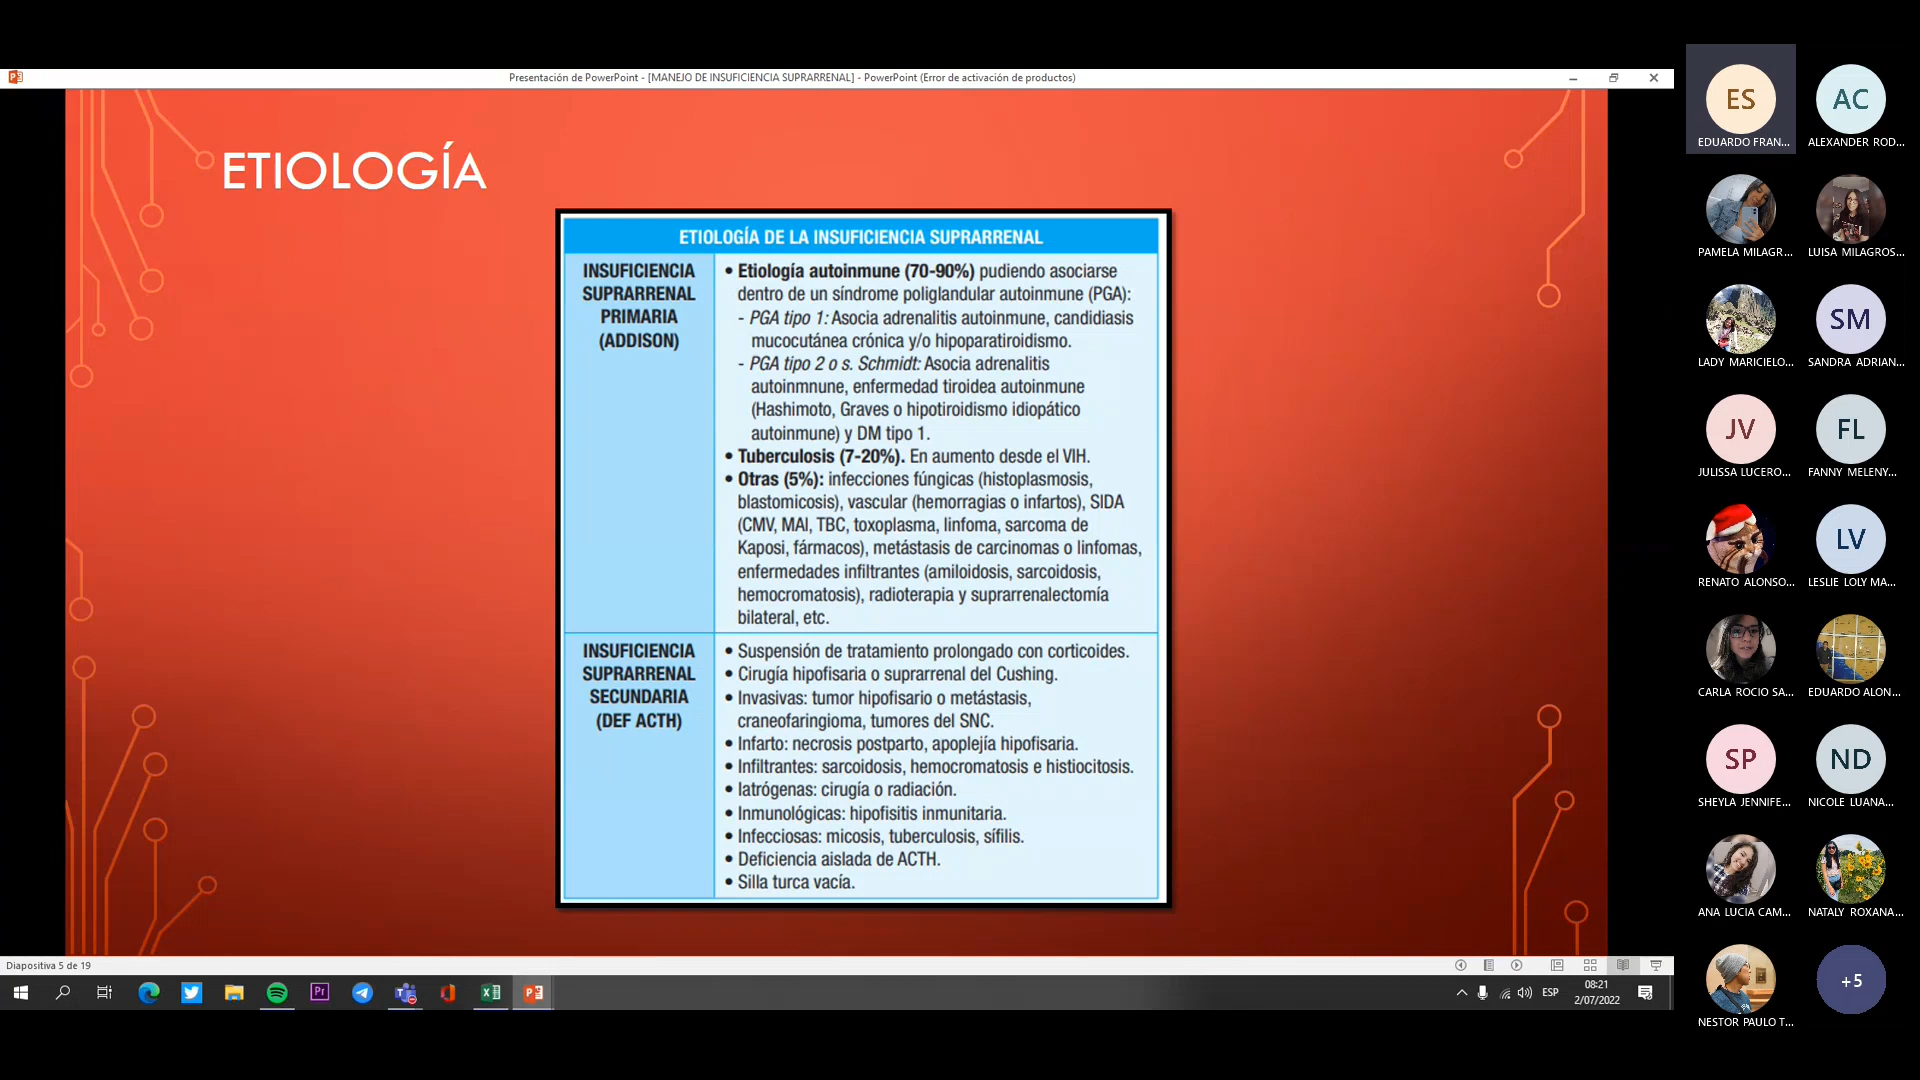 Presentación de PowerPoint - [MANEJO DE INSUFICIENCIA SUPRARRENAL] - PowerPoint (Error de activación de productos)
ETIOLOGÍA
ETIOLOGÍA DE LA INSUFICIENCIA SUPRARRENAL
INSUFICIENCIA
SUPRARRENAL
PRIMARIA
(ADDISON)
• Etiología autoinmune (70-90%) pudiendo asociarse
dentro de un síndrome poliglandular autoinmune (PGA):
- PGA tipo 1: Asocia adrenalitis autoinmune, candidiasis
mucocutánea crónica y/o hipoparatiroidismo.
- PGA tipo 2 o s. Schmidt: Asocia adrenalitis
autoinmnune, enfermedad tiroidea autoinmune
(Hashimoto, Graves o hipotiroidismo idiopático
autoinmune) y DM tipo 1.
• Tuberculosis (7-20%). En aumento desde el VIH.
• Otras (5%): infecciones fúngicas (histoplasmosis,
blastomicosis), vascular (hemorragias o infartos), SIDA
(CMV, MAI, TBC, toxoplasma, linfoma, sarcoma de
Kaposi, fármacos), metástasis de carcinomas o linfomas,
enfermedades infiltrantes (amiloidosis, sarcoidosis,
hemocromatosis), radioterapia y suprarrenalectomía
bilateral, etc.
INSUFICIENCIA
SUPRARRENAL
SECUNDARIA
(DEF ACTH)
• Suspensión de tratamiento prolongado con corticoides.
• Cirugía hipofisaria o suprarrenal del Cushing.
• Invasivas: tumor hipofisario o metástasis,
craneofaringioma, tumores del SNC.
• Infarto: necrosis postparto, apoplejía hipofisaria.
• Infiltrantes: sarcoidosis, hemocromatosis e histiocitosis.
• Iatrógenas: cirugía o radiación.
• Inmunológicas: hipofisitis inmunitaria.
• Infecciosas: micosis, tuberculosis, sífilis.
• Deficiencia aislada de ACTH.
• Silla turca vacía.
Diapositiva 5 de 19
Pr
ESP
08:21
2/07/2022
ES
EDUARDO FRAN...
AC
ALEXANDER ROD...
PAMELA MILAGR...
LUISA MILAGROS...
LADY MARICIELO...
SM
SANDRA ADRIAN...
JV
JULISSA LUCERO...
FL
FANNY MELENY...
RENATO ALONSO...
LV
LESLIE LOLY MA...
CARLA ROCIO SA...
EDUARDO ALON...
SP
SHEYLA JENNIFE...
ND
NICOLE LUANA...
ANA LUCIA CAM...
NATALY ROXANA...
NESTOR PAULO T...
+5